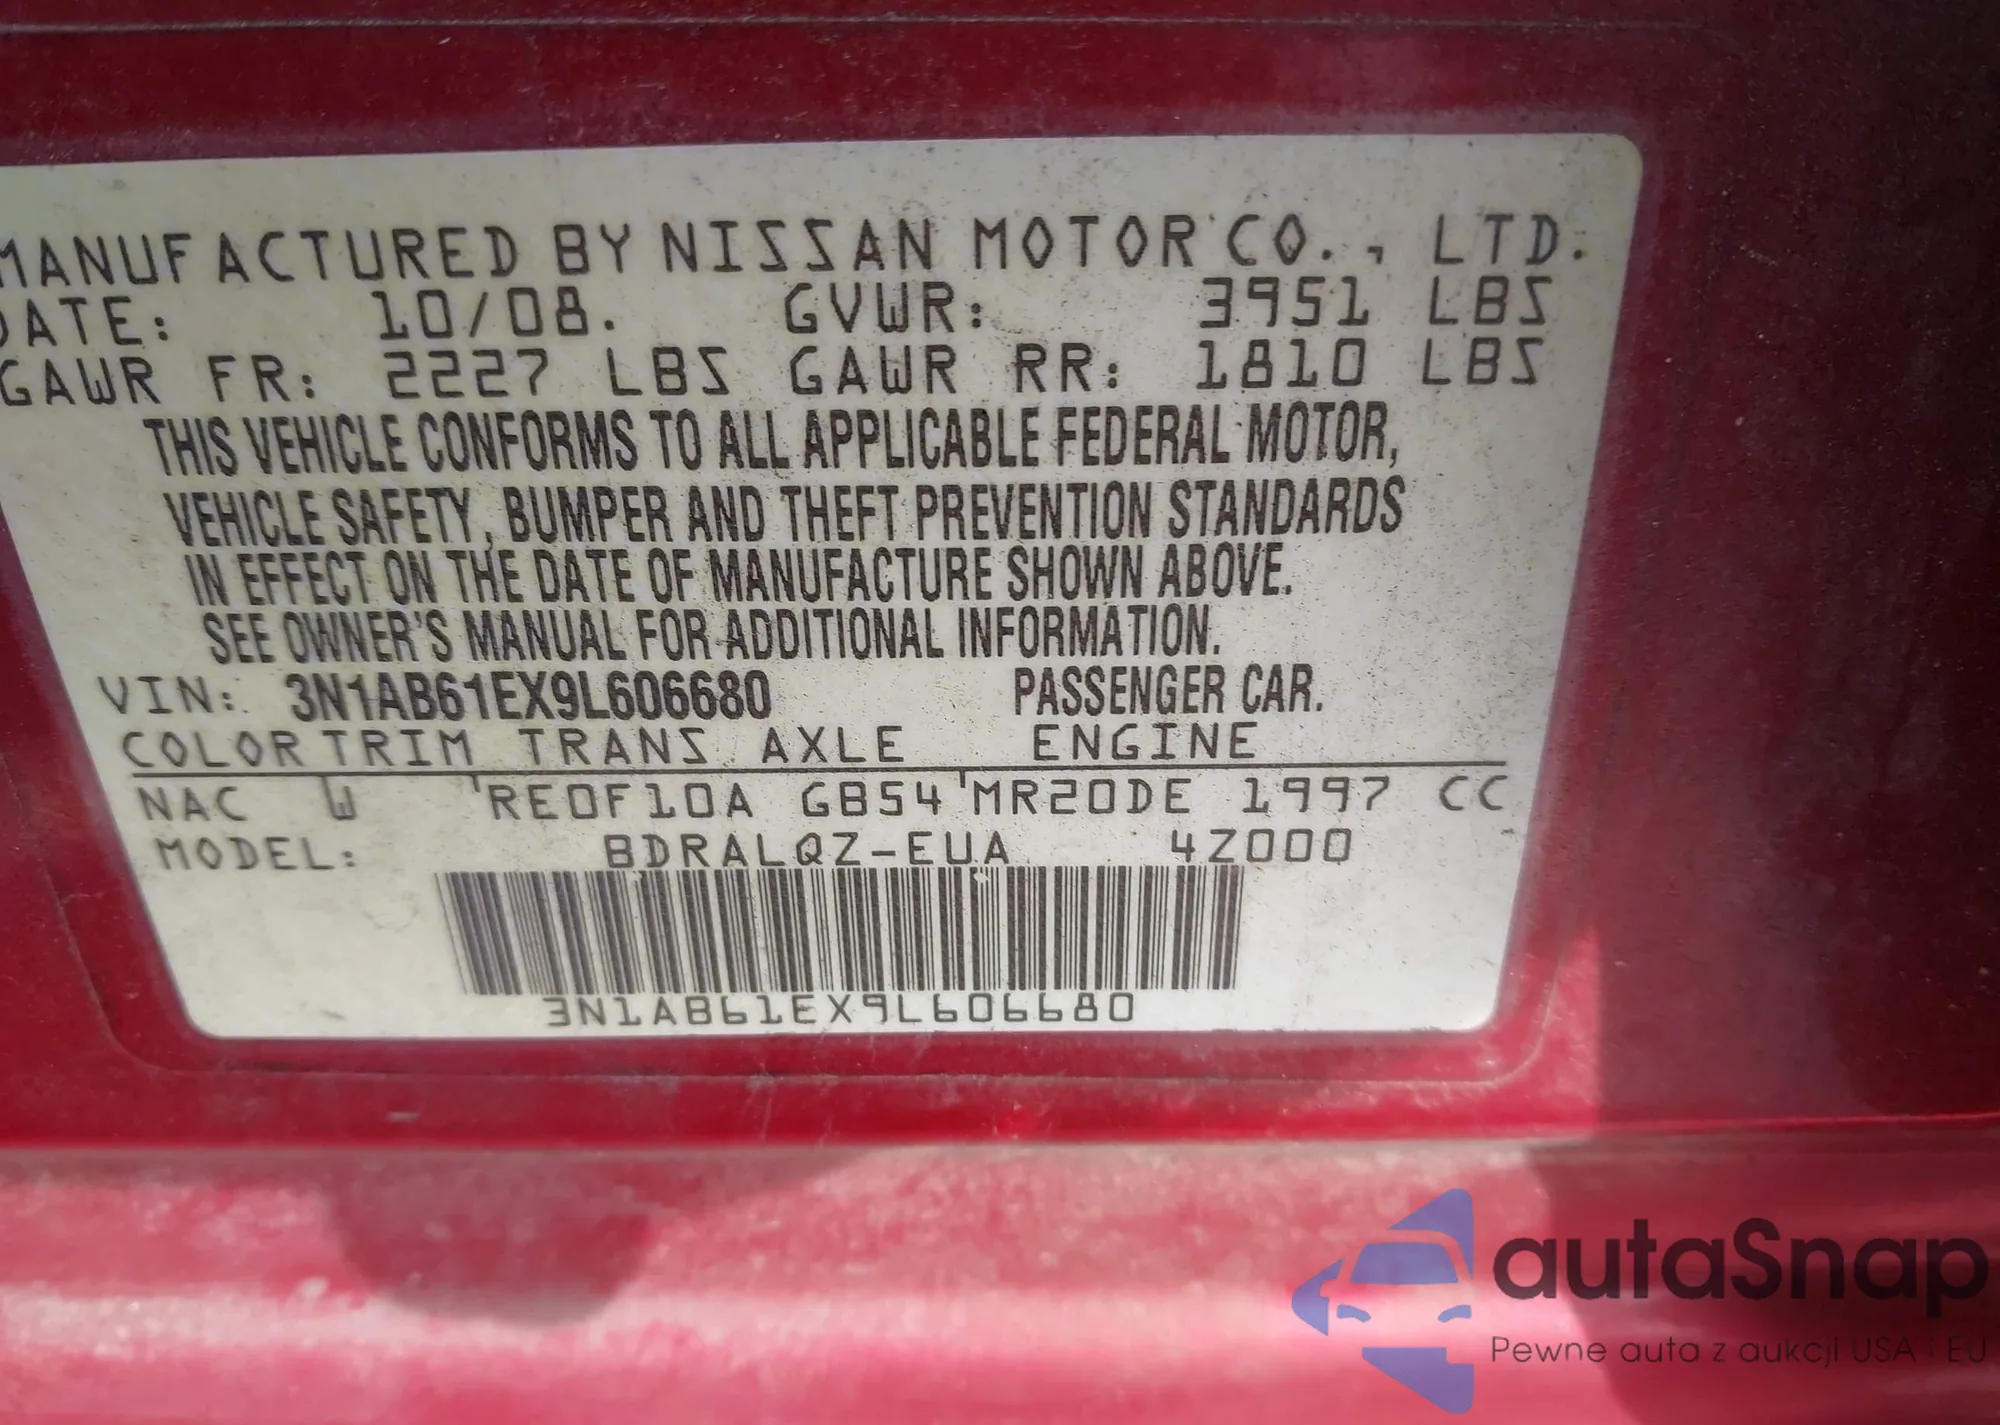 MANUFACTURED BY NISSAN MOTOR CO., LTD.
DATE: 10/08. GVWR: 3951 LBS
GAWR FR: 2227 LBS GAWR RR: 1810 LBS
THIS VEHICLE CONFORMS TO ALL APPLICABLE FEDERAL MOTOR,
VEHICLE SAFETY, BUMPER AND THEFT PREVENTION STANDARDS
IN EFFECT ON THE DATE OF MANUFACTURE SHOWN ABOVE.
SEE OWNER'S MANUAL FOR ADDITIONAL INFORMATION.
VIN: 3N1AB61EX9L606680 PASSENGER CAR.
COLOR TRIM TRANS AXLE ENGINE
NAC W RE0F10A GB54 MR20DE 1997 CC
MODEL: BDRALQZ-EUA 4Z000
3N1AB61EX9L606680
autaSnap
Pewne auta z aukcji USA i EU